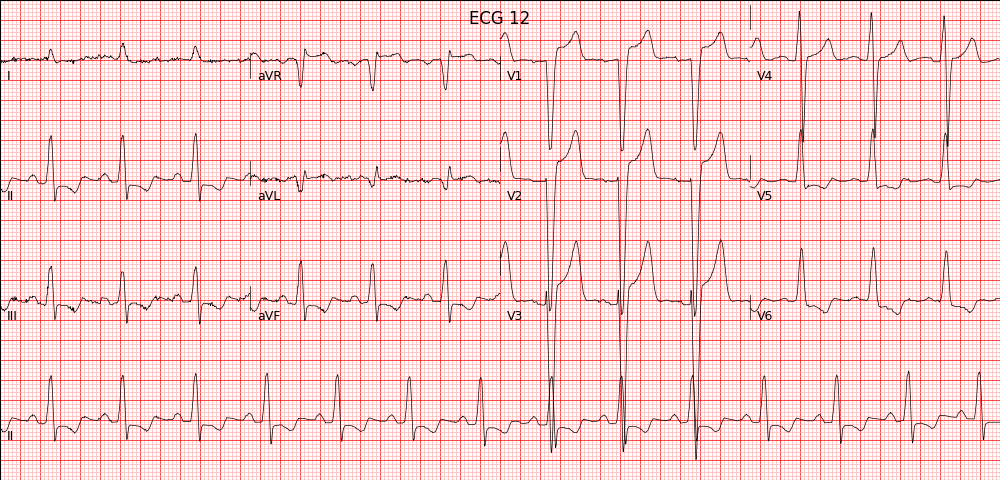 ECG 12
I aVR V1 V4
II aVL V2 V5
III aVF V3 V6
II